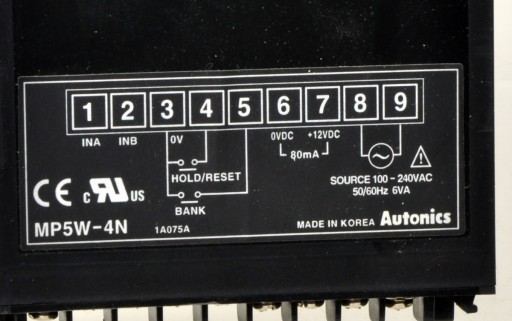 1 2 3 4 5 6 7 8 9
INA INB 0V 0VDC +12VDC
80mA
HOLD/RESET
SOURCE 100-240VAC
50/60Hz 6VA
CE c RU US
BANK
MP5W-4N 1A075A MADE IN KOREA Autonics